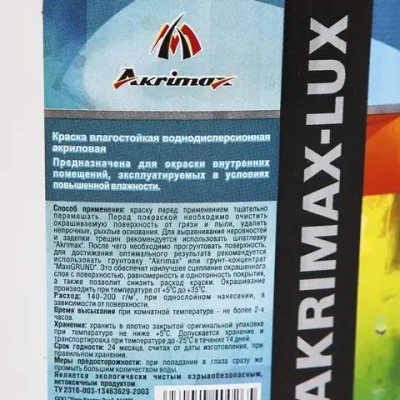 Akrimax
Краска влагостойкая воднодисперсионная
акриловая
Предназначена для окраски внутренних
помещений, эксплуатируемых в условиях
повышенной влажности.
Способ применения: краску перед применением тщательно
перемешать. Перед покраской необходимо очистить
окрашиваемую поверхность от грязи и пыли, удалить
непрочные, рыхлые основания. Для выравнивания неровностей
и заделки трещин рекомендуется использовать шпатлевку
"Akrimax". После чего необходимо прогрунтовать поверхность,
для достижения оптимального результата рекомендуется
использовать грунтовку "Akrimax" или грунт-концентрат
"MaxiGRUND". Это обеспечит наилучшее сцепление окрашенного
слоя с поверхностью, равномерность и однотонность покрытия,
а также позволит снизить расход краски. Окрашивание
производить при температуре от +5°С до +35°С.
Расход: 140-200 г/м², при однослойном нанесении, в
зависимости от поверхности.
Время высыхания при комнатной температуре - не более 2-х
часов.
Хранение: хранить в плотно закрытой оригинальной упаковке
при температуре не ниже +5°С. Допускается транспортировка
при температуре до -25°С в течение 14 дней.
Срок годности: 24 месяца, считая от даты изготовления, при
правильном хранении.
Меры предосторожности: при попадании в глаза сразу же
промыть большим количеством воды.
Является экологически чистым взрывобезопасным,
нетоксичным продуктом
ТУ 2316-003-13463529-2003
AKRIMAX-LUX